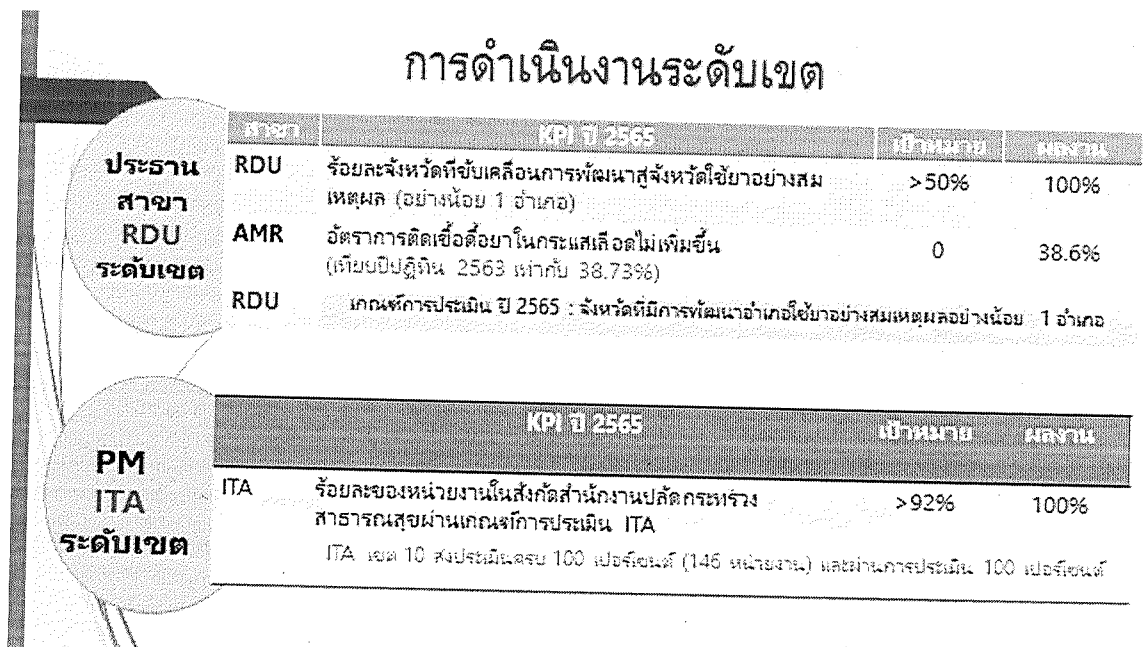 การดำเนินงานระดับเขต
ประธาน
สาขา
RDU
ระดับเขต
สาขา KPI ปี 2565 เป้าหมาย ผลงาน
RDU ร้อยละจังหวัดที่ขับเคลื่อนการพัฒนาสู่จังหวัดใช้ยาอย่างสม >50% 100%
เหตุผล (อย่างน้อย 1 อำเภอ)
AMR อัตราการติดเชื้อดื้อยาในกระแสเลือดไม่เพิ่มขึ้น 0 38.6%
(เทียบปีปฏิทิน 2563 เท่ากับ 38.73%)
RDU เกณฑ์การประเมิน ปี 2565 : จังหวัดที่มีการพัฒนาอำเภอใช้ยาอย่างสมเหตุผลอย่างน้อย 1 อำเภอ
PM
ITA
ระดับเขต
KPI ปี 2565 เป้าหมาย ผลงาน
ITA ร้อยละของหน่วยงานในสังกัดสำนักงานปลัดกระทรวง >92% 100%
สาธารณสุขผ่านเกณฑ์การประเมิน ITA
ITA เขต 10 ส่งประเมินครบ 100 เปอร์เซนต์ (146 หน่วยงาน) และผ่านการประเมิน 100 เปอร์เซนต์